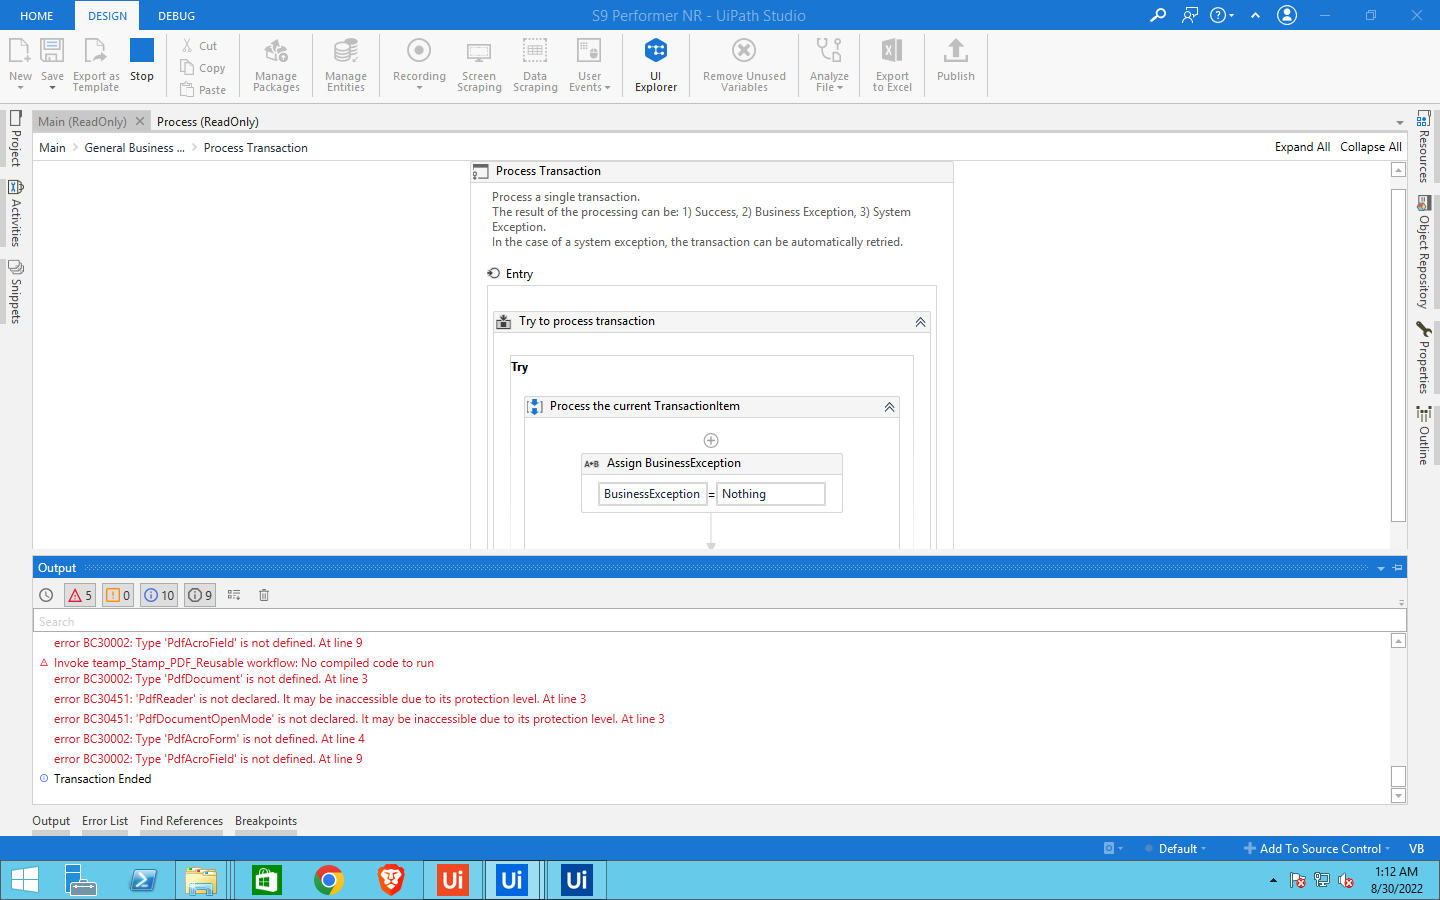 HOME DESIGN DEBUG S9 Performer NR - UiPath Studio
New Save Export as Template Stop
Cut
Copy
Paste
Manage Packages
Manage Entities
Recording
Screen Scraping
Data Scraping
User Events
UI Explorer
Remove Unused Variables
Analyze File
Export to Excel
Publish
Main (ReadOnly) Process (ReadOnly)
Main General Business ... Process Transaction Expand All Collapse All
Project
Activities
Snippets
Resources
Object Repository
Properties
Outline
Process Transaction
Process a single transaction.
The result of the processing can be: 1) Success, 2) Business Exception, 3) System
Exception.
In the case of a system exception, the transaction can be automatically retried.
Entry
Try to process transaction
Try
Process the current TransactionItem
A+B Assign BusinessException
BusinessException = Nothing
Output
5 0 10 9
Search
error BC30002: Type 'PdfAcroField' is not defined. At line 9
Invoke teamp_Stamp_PDF_Reusable workflow: No compiled code to run
error BC30002: Type 'PdfDocument' is not defined. At line 3
error BC30451: 'PdfReader' is not declared. It may be inaccessible due to its protection level. At line 3
error BC30451: 'PdfDocumentOpenMode' is not declared. It may be inaccessible due to its protection level. At line 3
error BC30002: Type 'PdfAcroForm' is not defined. At line 4
error BC30002: Type 'PdfAcroField' is not defined. At line 9
Transaction Ended
Output Error List Find References Breakpoints
Default Add To Source Control VB
Ui Ui Ui
1:12 AM
8/30/2022